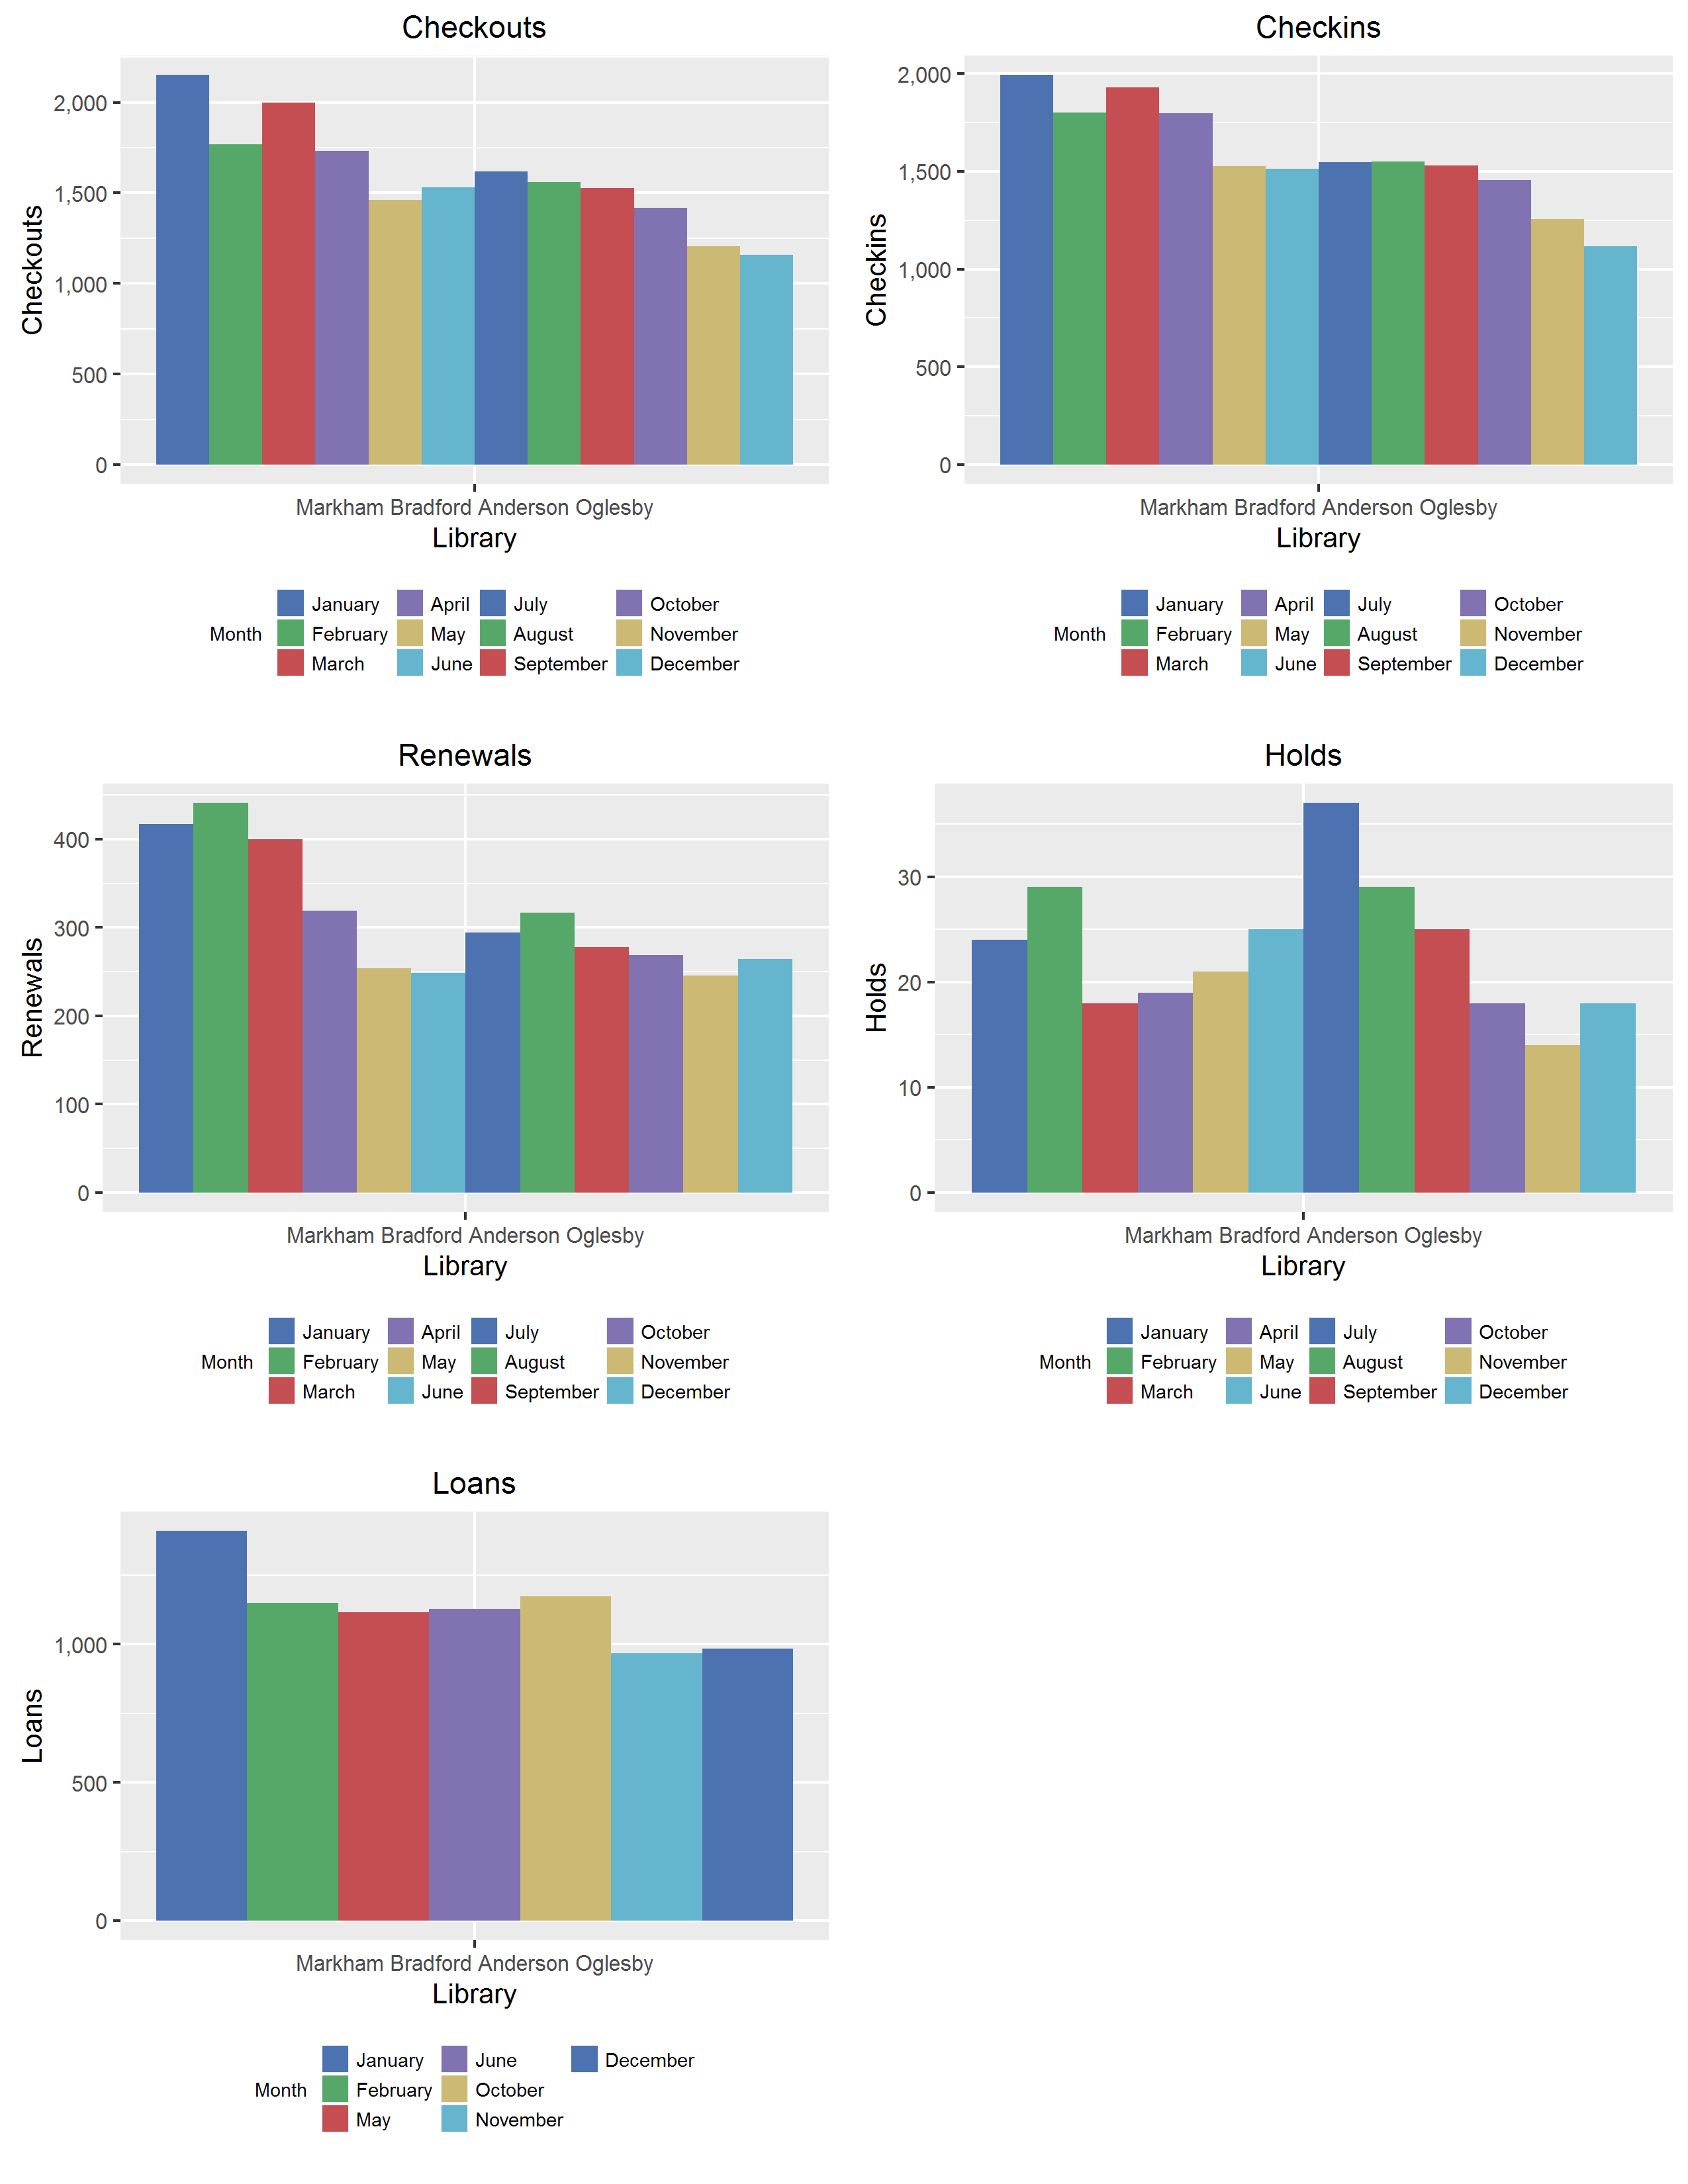 Checkouts
Checkouts
2,000
1,500
1,000
500
0
Markham Bradford Anderson Oglesby
Library
Month
January April July October
February May August November
March June September December
Checkins
Checkins
2,000
1,500
1,000
500
0
Markham Bradford Anderson Oglesby
Library
Month
January April July October
February May August November
March June September December
Renewals
Renewals
400
300
200
100
0
Markham Bradford Anderson Oglesby
Library
Month
January April July October
February May August November
March June September December
Holds
Holds
30
20
10
0
Markham Bradford Anderson Oglesby
Library
Month
January April July October
February May August November
March June September December
Loans
Loans
1,000
500
0
Markham Bradford Anderson Oglesby
Library
Month
January June December
February October
May November